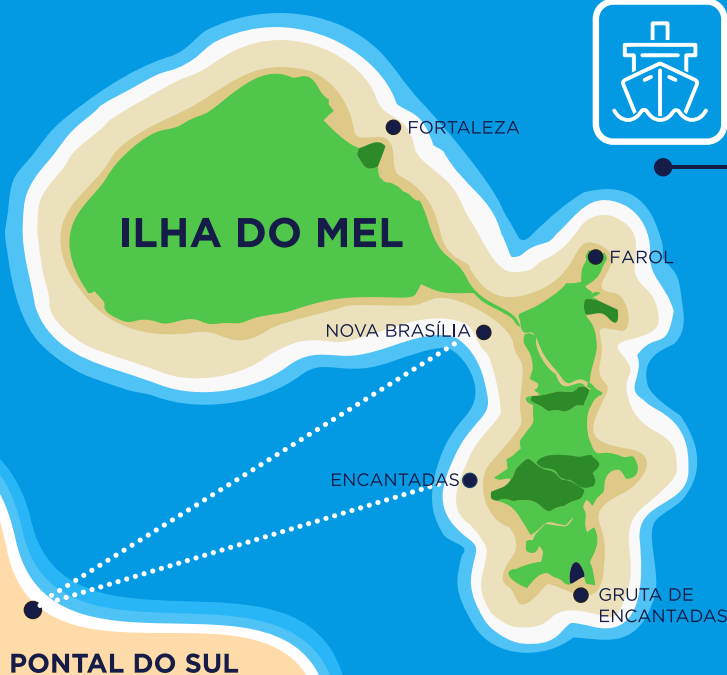 FORTALEZA
ILHA DO MEL
FAROL
NOVA BRASÍLIA
ENCANTADAS
GRUTA DE
ENCANTADAS
PONTAL DO SUL